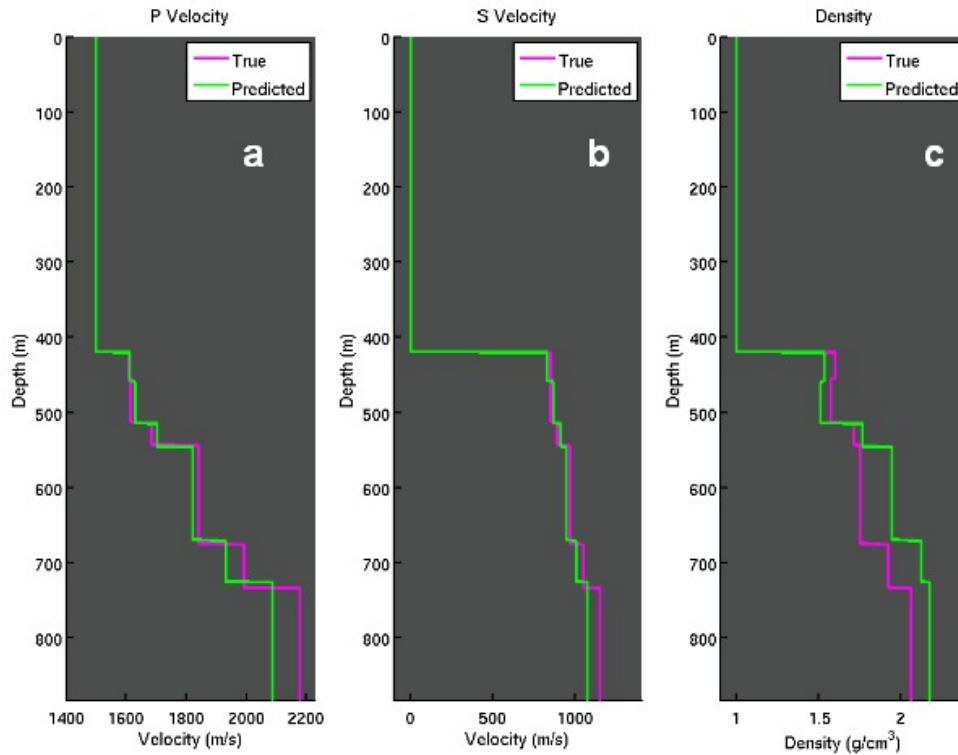 P Velocity
True
Predicted
a
0
100
200
300
400
500
600
700
800
Depth (m)
1400 1600 1800 2000 2200
Velocity (m/s)
S Velocity
True
Predicted
b
0
100
200
300
400
500
600
700
800
Depth (m)
0 500 1000
Velocity (m/s)
Density
True
Predicted
c
0
100
200
300
400
500
600
700
800
Depth (m)
1 1.5 2
Density (g/cm³)